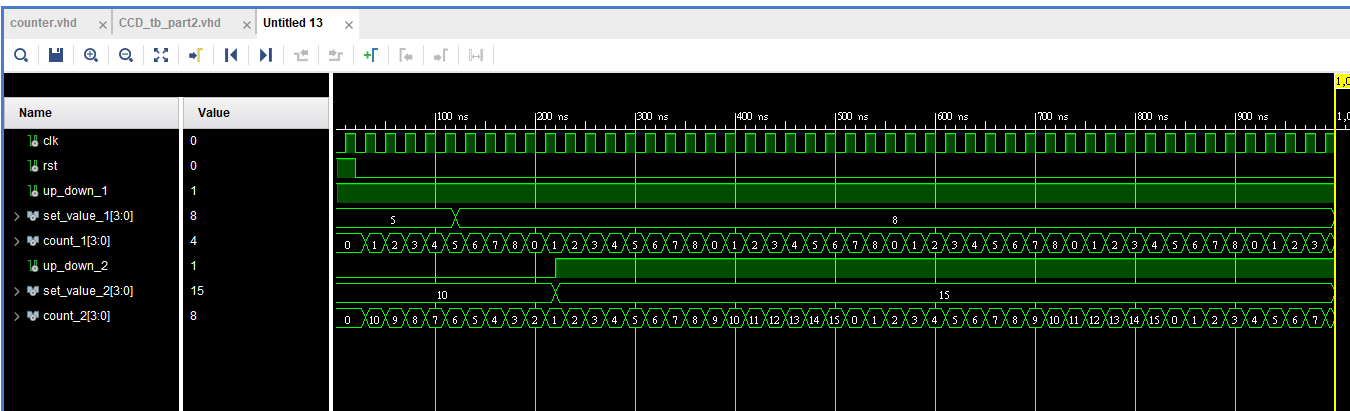 counter.vhd × CCD_tb_part2.vhd × Untitled 13 ×
1,0
Name Value
100 ns 200 ns 300 ns 400 ns 500 ns 600 ns 700 ns 800 ns 900 ns 1,0
clk 0
rst 0
up_down_1 1
set_value_1[3:0] 8 5 8
count_1[3:0] 4 0 1 2 3 4 5 6 7 8 0 1 2 3 4 5 6 7 8 0 1 2 3 4 5 6 7 8 0 1 2 3 4 5 6 7 8 0 1 2 3 4 5 6 7 8 0 1 2 3
up_down_2 1
set_value_2[3:0] 15 10 15
count_2[3:0] 8 0 10 9 8 7 6 5 4 3 2 1 2 3 4 5 6 7 8 9 10 11 12 13 14 15 0 1 2 3 4 5 6 7 8 9 10 11 12 13 14 15 0 1 2 3 4 5 6 7